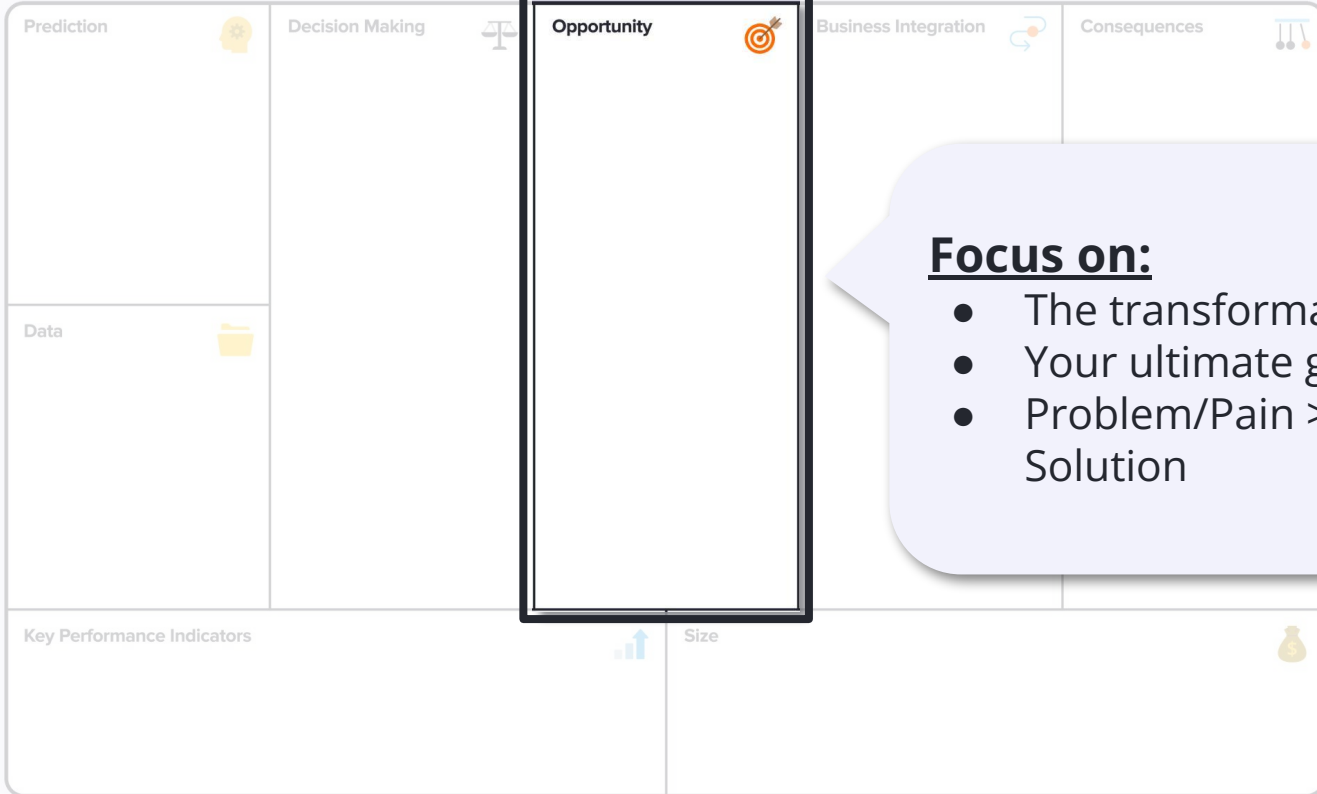 Prediction
Decision Making
Opportunity
Business Integration
Consequences
Focus on:
● The
● Your ultimate
● Problem/Pain >
Solution
Data
Key Performance Indicators
Size
$